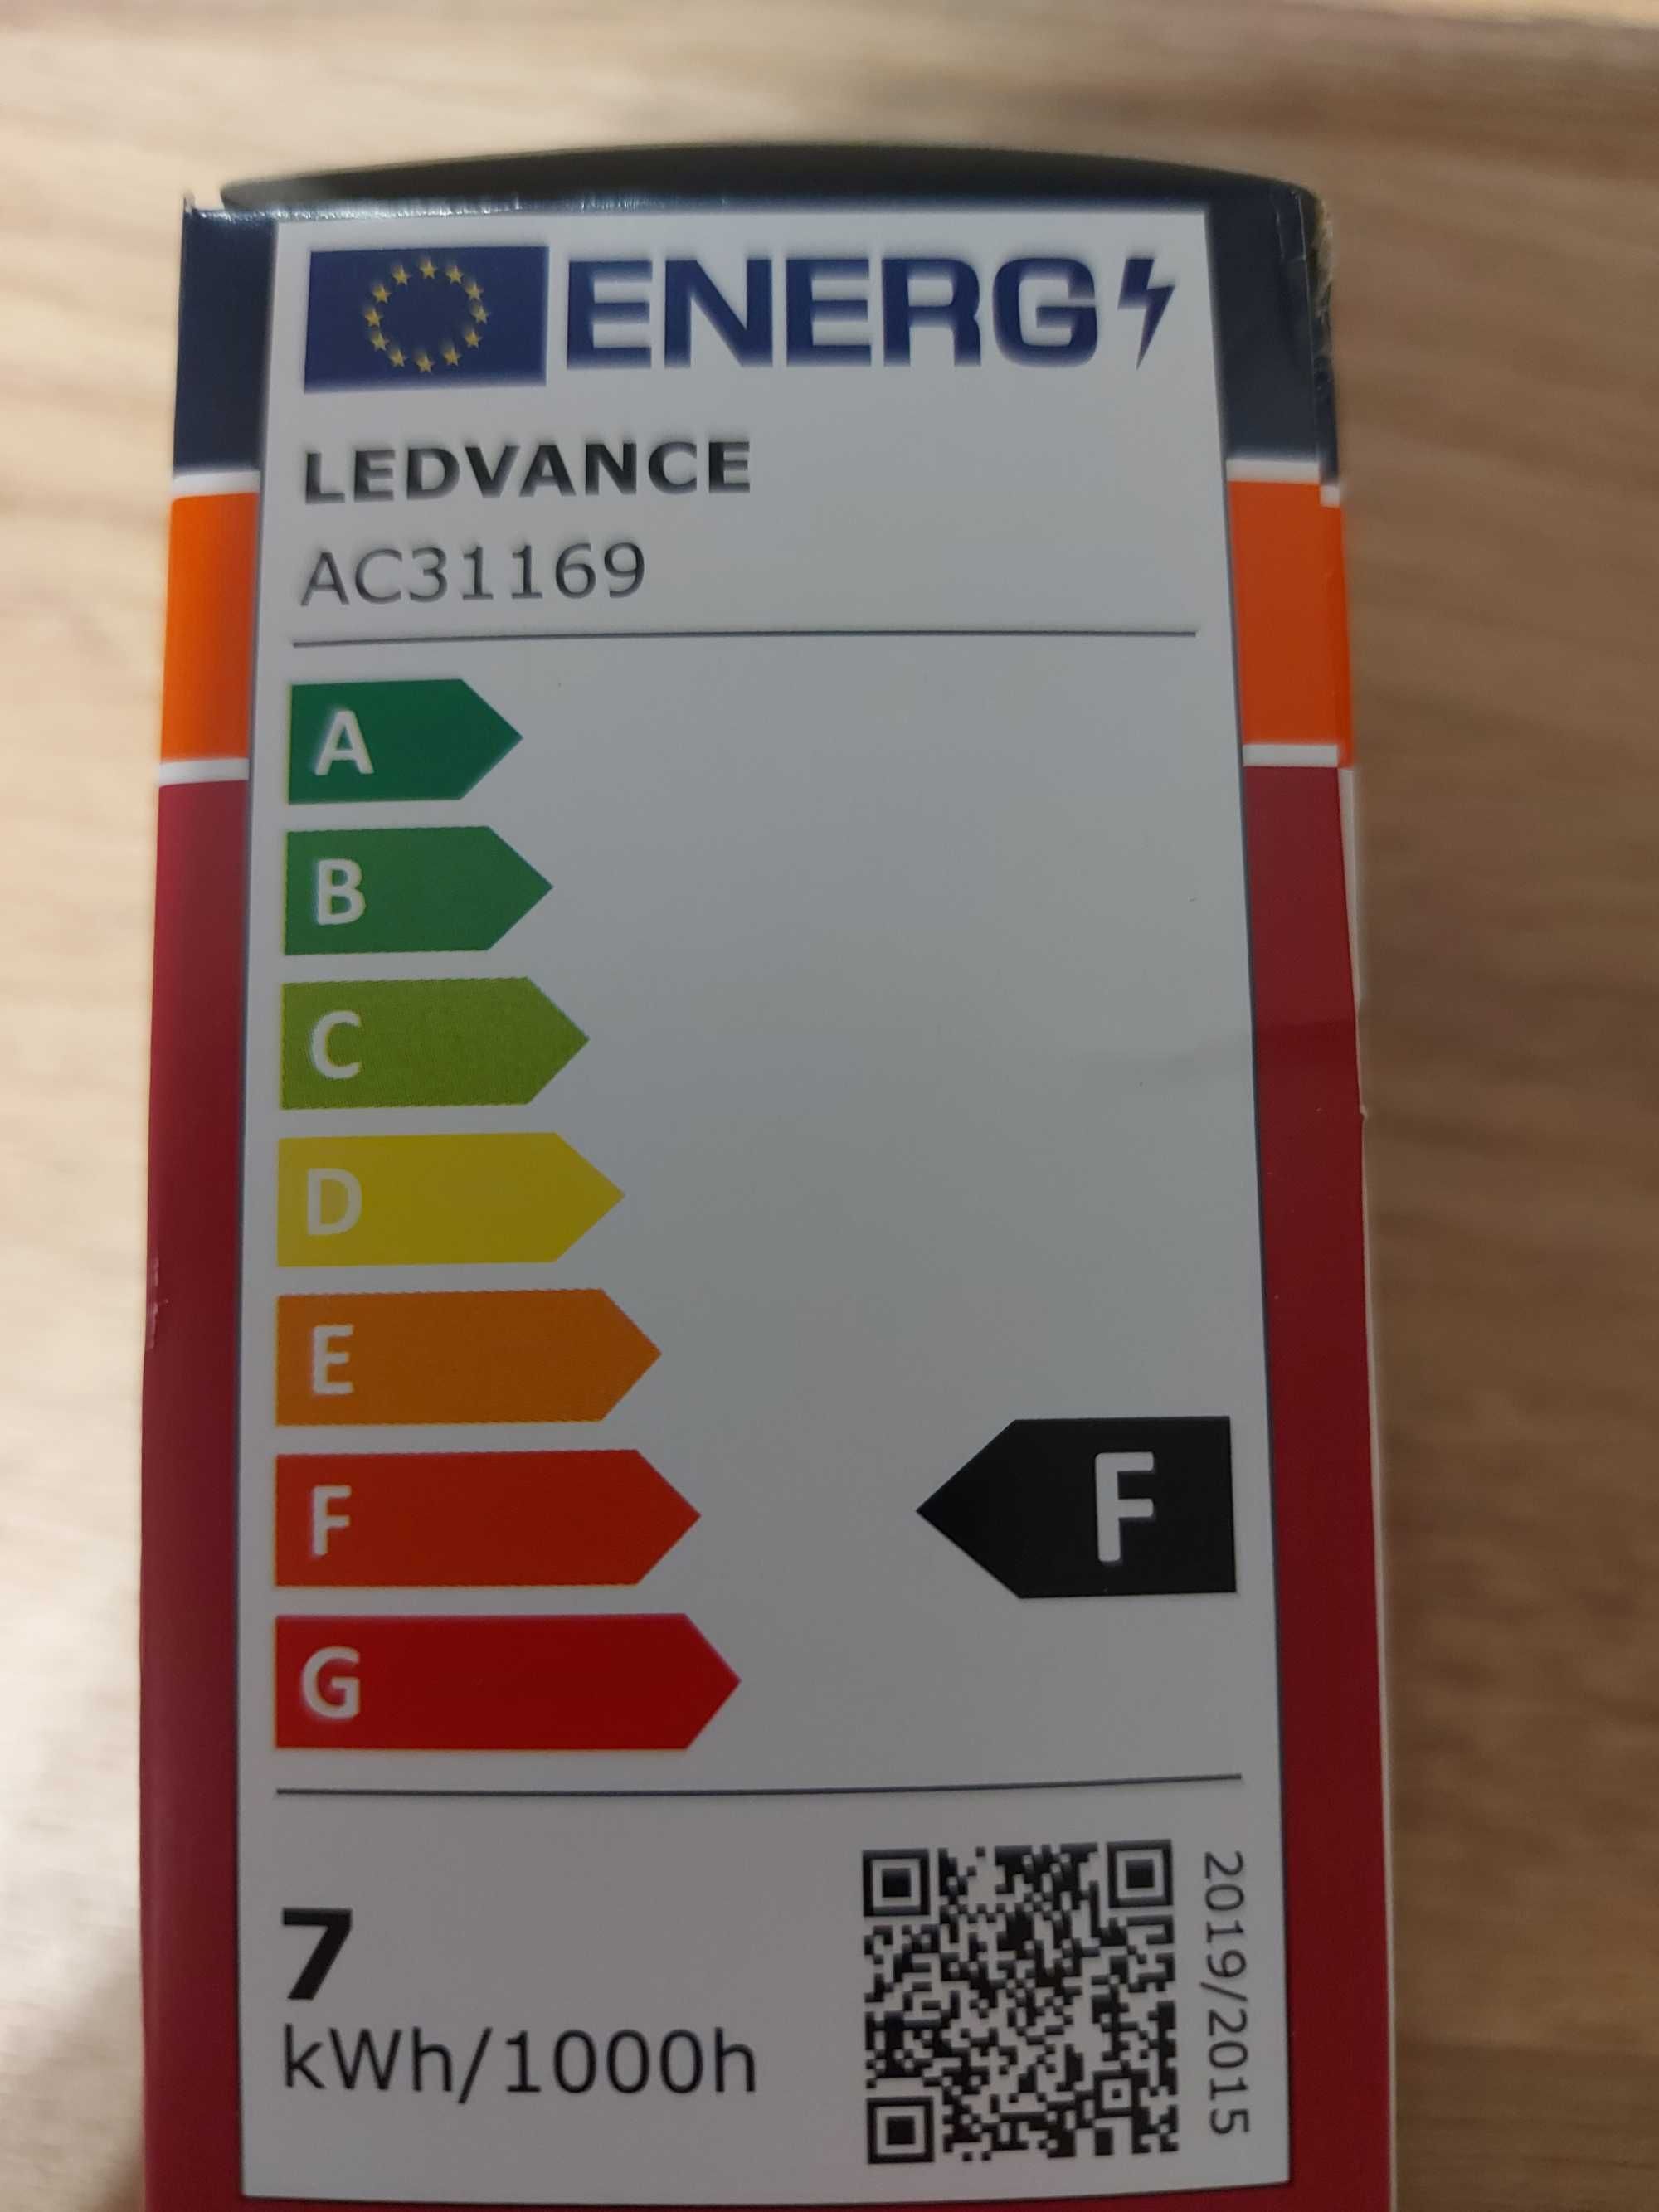 ENERG
LEDVANCE
AC31169
A
B
C
D
E
F
F
G
7
kWh/1000h
2019/2015